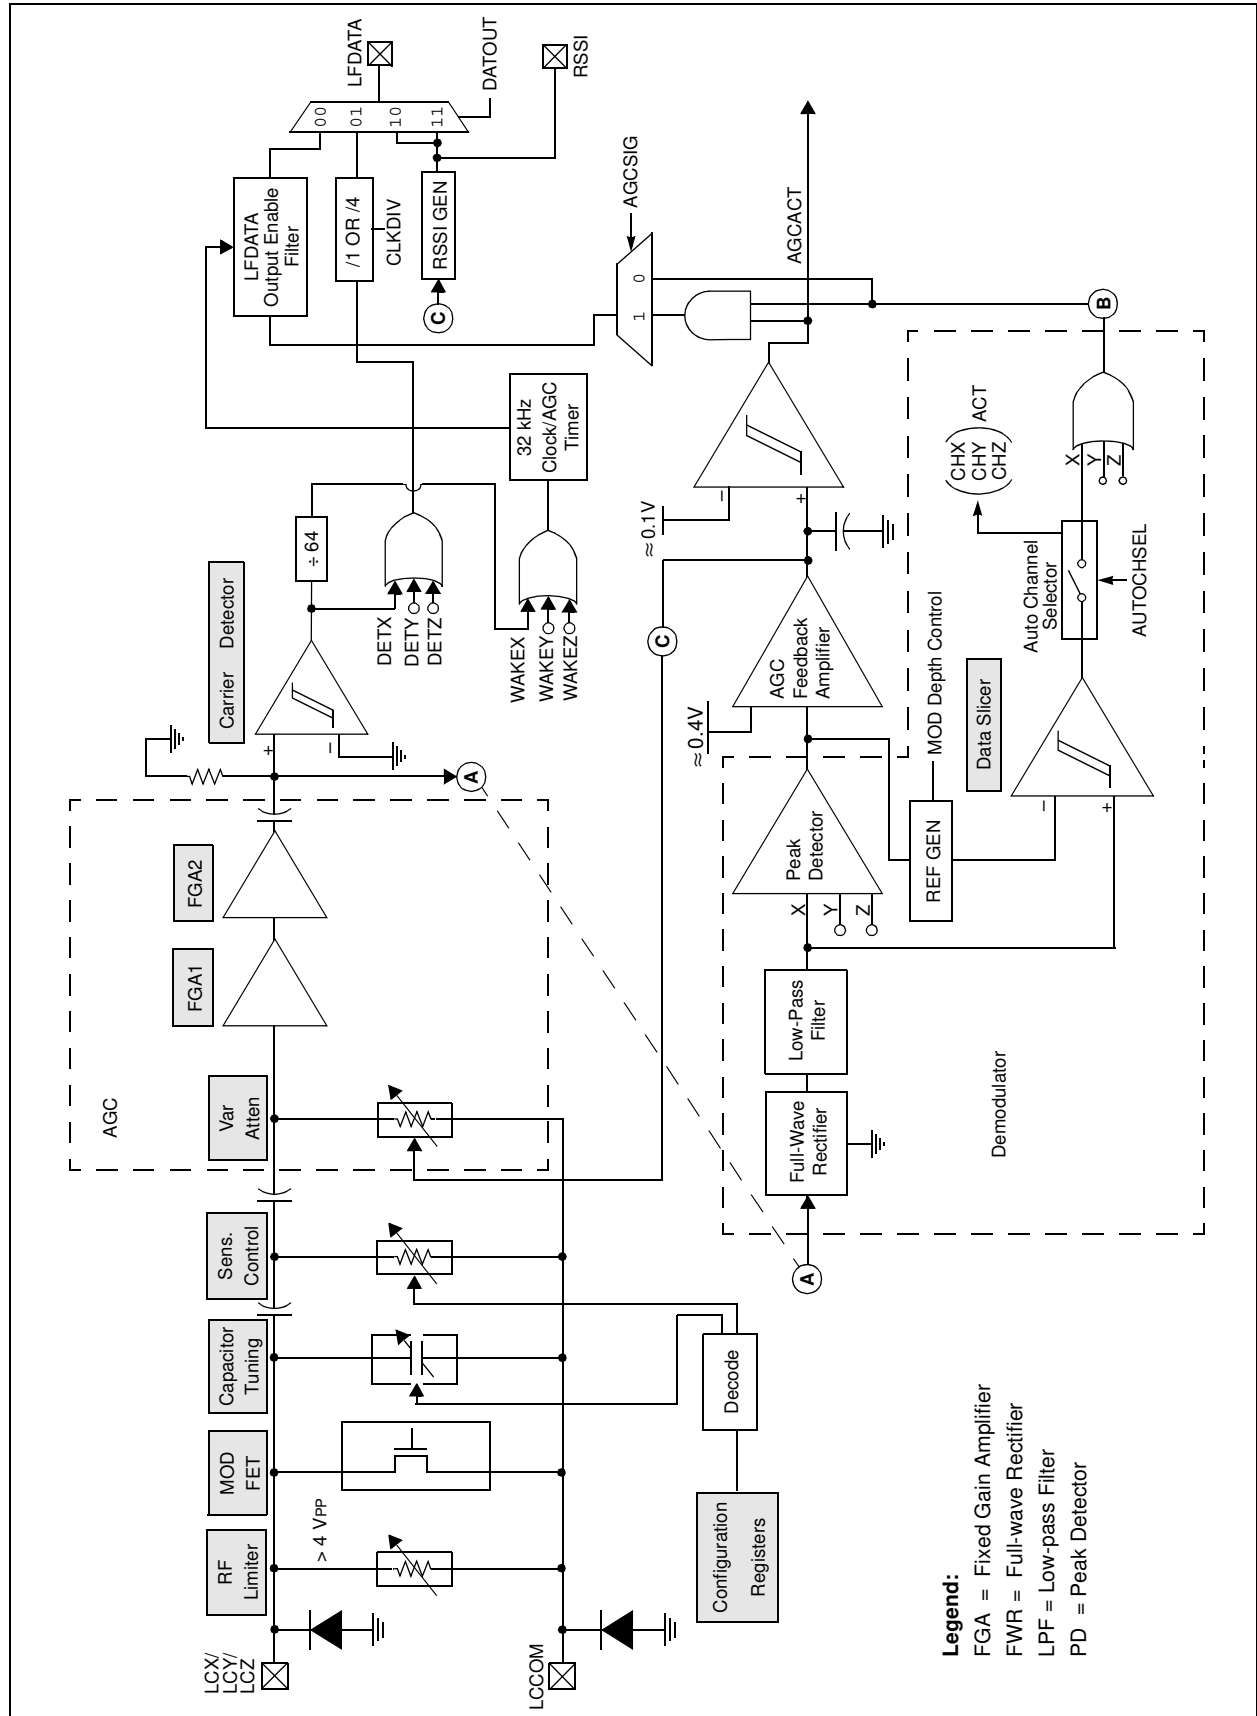 LCX/
LCY/
LCZ
LCCOM
RF
Limiter
> 4 VPP
MOD
FET
Capacitor
Tuning
Sens.
Control
Var
Atten
AGC
FGA1
FGA2
Carrier Detector
+
–
A
÷ 64
DETX
DETY
DETZ
WAKEX
WAKEY
WAKEZ
32 kHz
Clock/AGC
Timer
LFDATA
Output Enable
Filter
/1 OR /4
CLKDIV
RSSI GEN
C
00
01
10
11
LFDATA
DATOUT
RSSI
Configuration
Registers
Decode
A
Full-Wave
Rectifier
Low-Pass
Filter
Demodulator
X
Y
Z
Peak
Detector
≈ 0.4V
AGC
Feedback
Amplifier
C
≈ 0.1V
–
+
1
0
AGCSIG
AGCACT
REF GEN
MOD Depth Control
Data Slicer
–
+
Auto Channel
Selector
AUTOCHSEL
CHX
CHY
CHZ
ACT
X
Y
Z
B
Legend:
FGA = Fixed Gain Amplifier
FWR = Full-wave Rectifier
LPF = Low-pass Filter
PD = Peak Detector